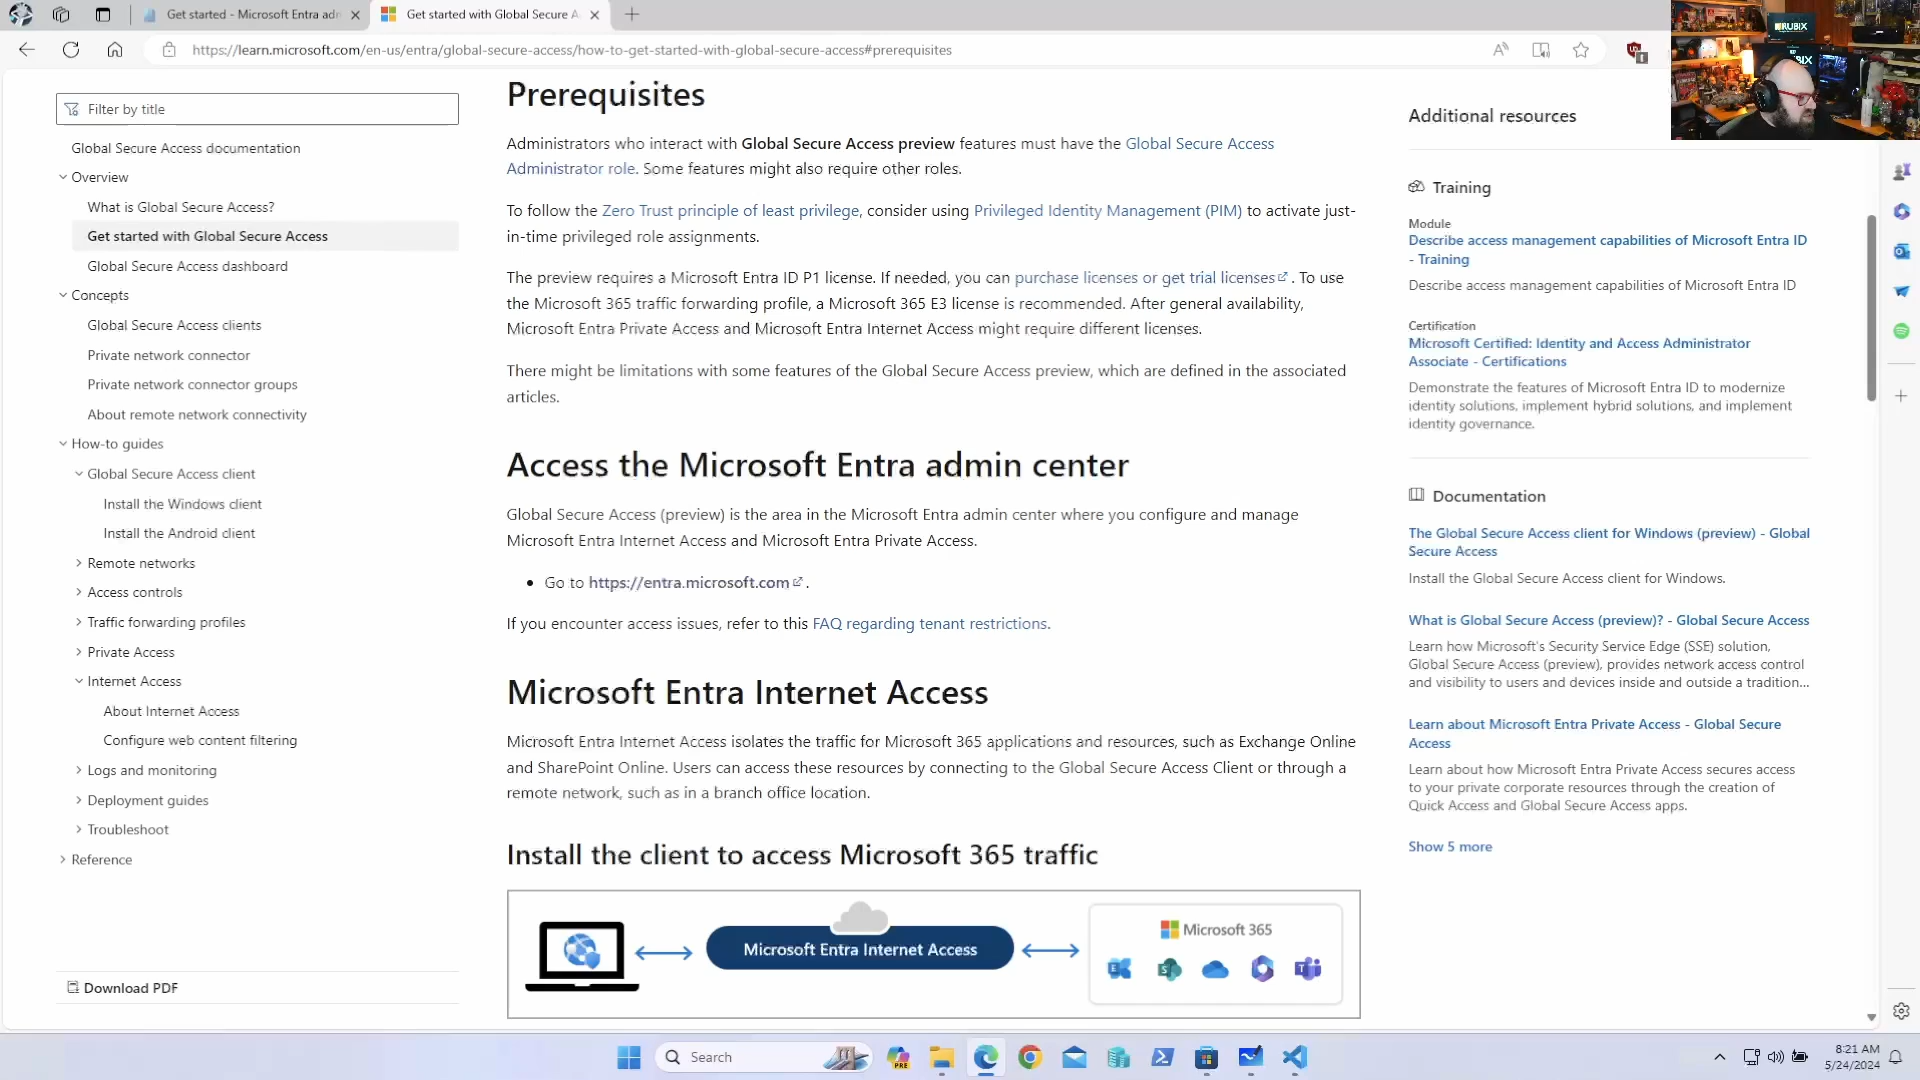 Get started - Microsoft Entra adm
Get started with Global Secure A
https://learn.microsoft.com/en-us/entra/global-secure-access/how-to-get-started-with-global-secure-access#prerequisites
RUBIX
Filter by title
Global Secure Access documentation
Overview
What is Global Secure Access?
Get started with Global Secure Access
Global Secure Access dashboard
Concepts
Global Secure Access clients
Private network connector
Private network connector groups
About remote network connectivity
How-to guides
Global Secure Access client
Install the Windows client
Install the Android client
Remote networks
Access controls
Traffic forwarding profiles
Private Access
Internet Access
About Internet Access
Configure web content filtering
Logs and monitoring
Deployment guides
Troubleshoot
Reference
Download PDF
Prerequisites
Administrators who interact with Global Secure Access preview features must have the Global Secure Access
Administrator role. Some features might also require other roles.
To follow the Zero Trust principle of least privilege, consider using Privileged Identity Management (PIM) to activate just-
in-time privileged role assignments.
The preview requires a Microsoft Entra ID P1 license. If needed, you can purchase licenses or get trial licenses. To use
the Microsoft 365 traffic forwarding profile, a Microsoft 365 E3 license is recommended. After general availability,
Microsoft Entra Private Access and Microsoft Entra Internet Access might require different licenses.
There might be limitations with some features of the Global Secure Access preview, which are defined in the associated
articles.
Access the Microsoft Entra admin center
Global Secure Access (preview) is the area in the Microsoft Entra admin center where you configure and manage
Microsoft Entra Internet Access and Microsoft Entra Private Access.
• Go to https://entra.microsoft.com.
If you encounter access issues, refer to this FAQ regarding tenant restrictions.
Microsoft Entra Internet Access
Microsoft Entra Internet Access isolates the traffic for Microsoft 365 applications and resources, such as Exchange Online
and SharePoint Online. Users can access these resources by connecting to the Global Secure Access Client or through a
remote network, such as in a branch office location.
Install the client to access Microsoft 365 traffic
Microsoft Entra Internet Access
Microsoft 365
Additional resources
Training
Module
Describe access management capabilities of Microsoft Entra ID
- Training
Describe access management capabilities of Microsoft Entra ID
Certification
Microsoft Certified: Identity and Access Administrator
Associate - Certifications
Demonstrate the features of Microsoft Entra ID to modernize
identity solutions, implement hybrid solutions, and implement
identity governance.
Documentation
The Global Secure Access client for Windows (preview) - Global
Secure Access
Install the Global Secure Access client for Windows.
What is Global Secure Access (preview)? - Global Secure Access
Learn how Microsoft's Security Service Edge (SSE) solution,
Global Secure Access (preview), provides network access control
and visibility to users and devices inside and outside a tradition...
Learn about Microsoft Entra Private Access - Global Secure
Access
Learn about how Microsoft Entra Private Access secures access
to your private corporate resources through the creation of
Quick Access and Global Secure Access apps.
Show 5 more
Search
PRE
8:21 AM
5/24/2024